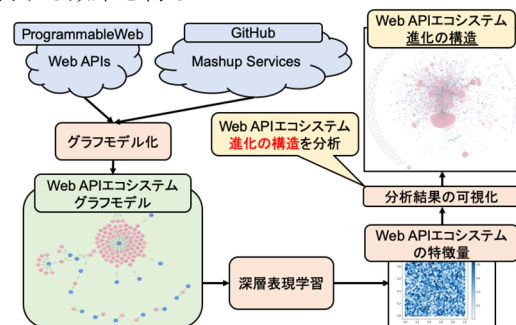 ProgrammableWeb
Web APIs
GitHub
Mashup Services
グラフモデル化
Web APIエコシステム
グラフモデル
深層表現学習
Web APIエコシステム
の特徴量
分析結果の可視化
Web APIエコシステム
進化の構造を分析
Web APIエコシステム
進化の構造